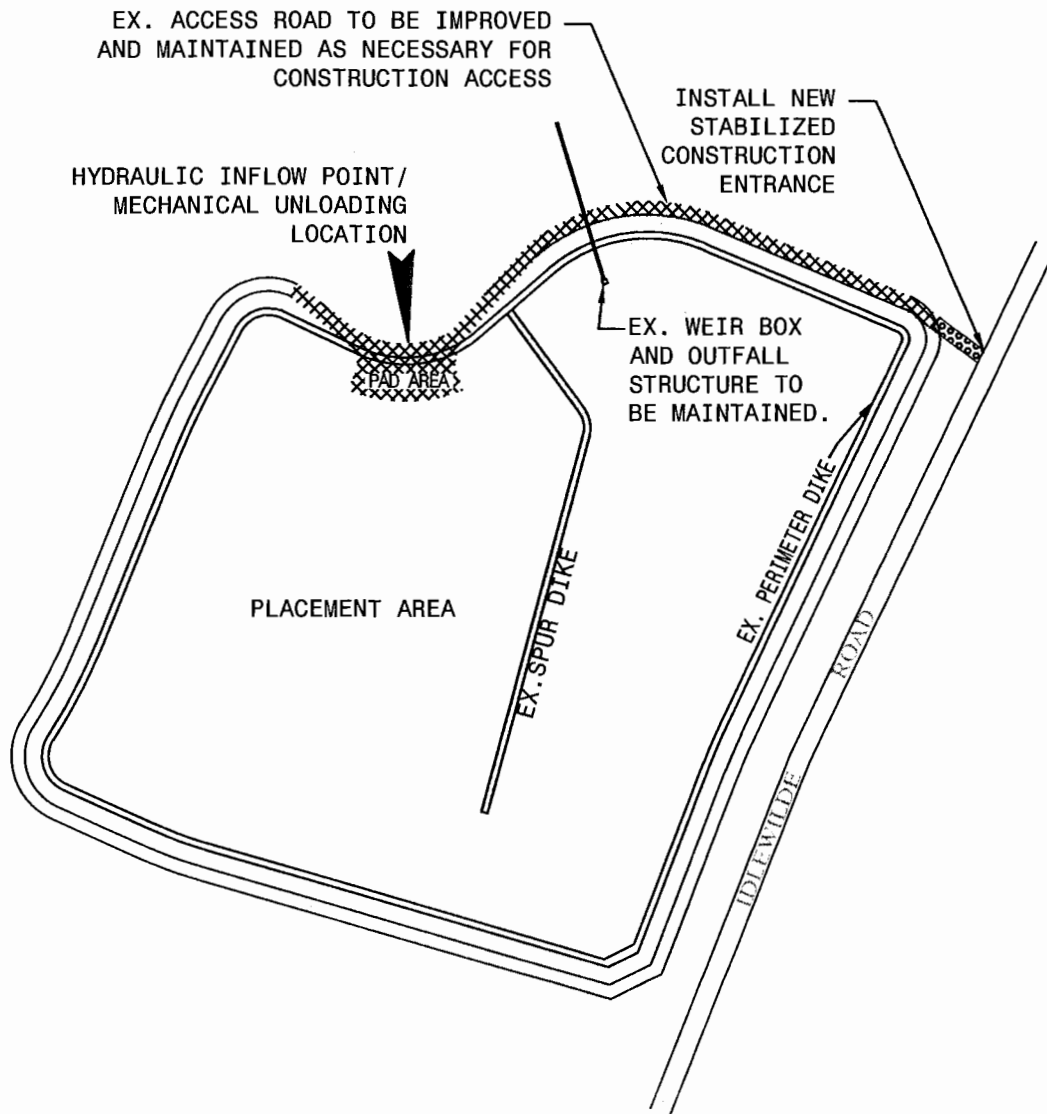 EX. ACCESS ROAD TO BE IMPROVED
AND MAINTAINED AS NECESSARY FOR
CONSTRUCTION ACCESS
INSTALL NEW
STABILIZED
CONSTRUCTION
ENTRANCE
HYDRAULIC INFLOW POINT/
MECHANICAL UNLOADING
LOCATION
EX. WEIR BOX
AND OUTFALL
STRUCTURE TO
BE MAINTAINED.
PAD AREA
PLACEMENT AREA
EX.SPUR DIKE
EX. PERIMETER DIKE
IDLEWILDE ROAD